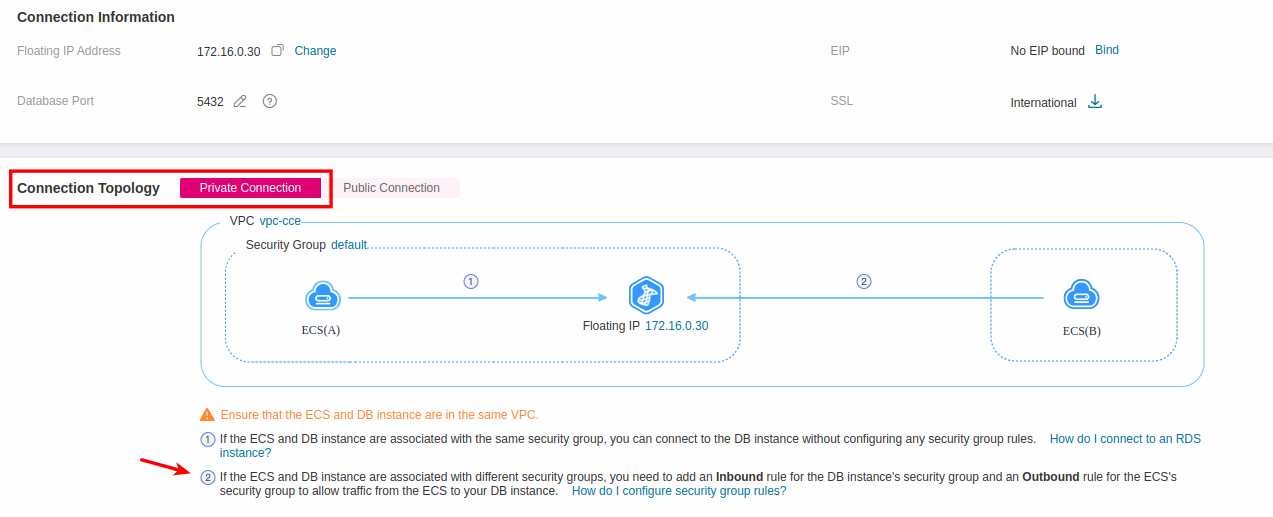 Connection Information
Floating IP Address 172.16.0.30 Change EIP No EIP bound Bind
Database Port 5432 ? SSL International
Connection Topology Private Connection Public Connection
VPC vpc-cce
Security Group default
1 2
ECS(A) Floating IP 172.16.0.30 ECS(B)
Ensure that the ECS and DB instance are in the same VPC.
1 If the ECS and DB instance are associated with the same security group, you can connect to the DB instance without configuring any security group rules. How do I connect to an RDS
instance?
2 If the ECS and DB instance are associated with different security groups, you need to add an Inbound rule for the DB instance's security group and an Outbound rule for the ECS's
security group to allow traffic from the ECS to your DB instance. How do I configure security group rules?